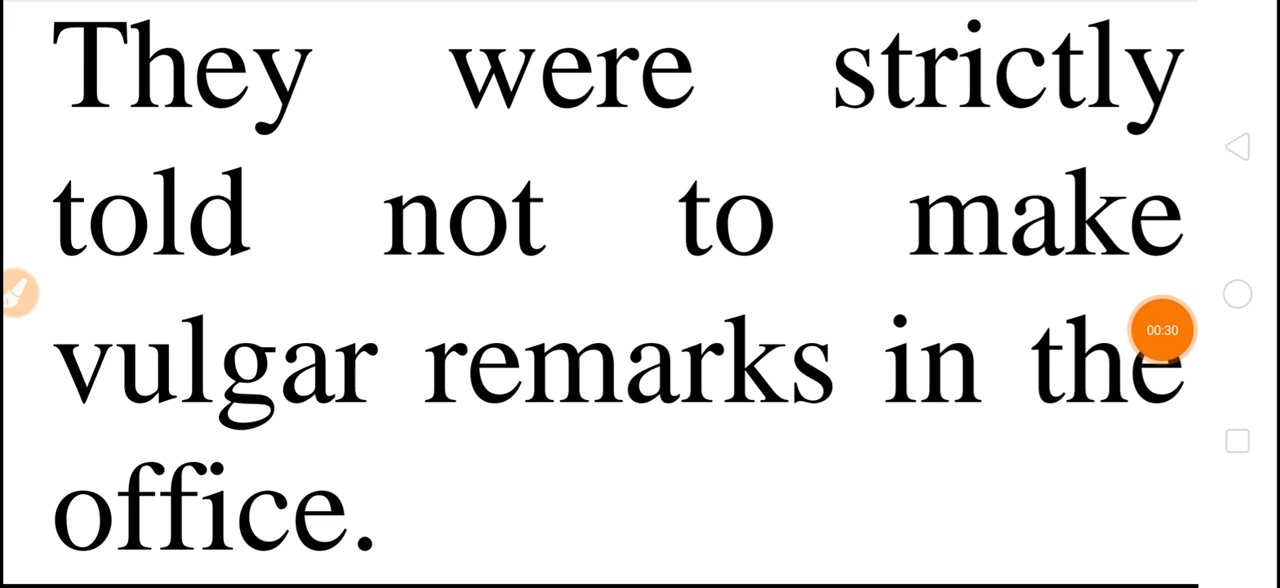 They were strictly
told not to make
vulgar remarks in the
00:30
office.